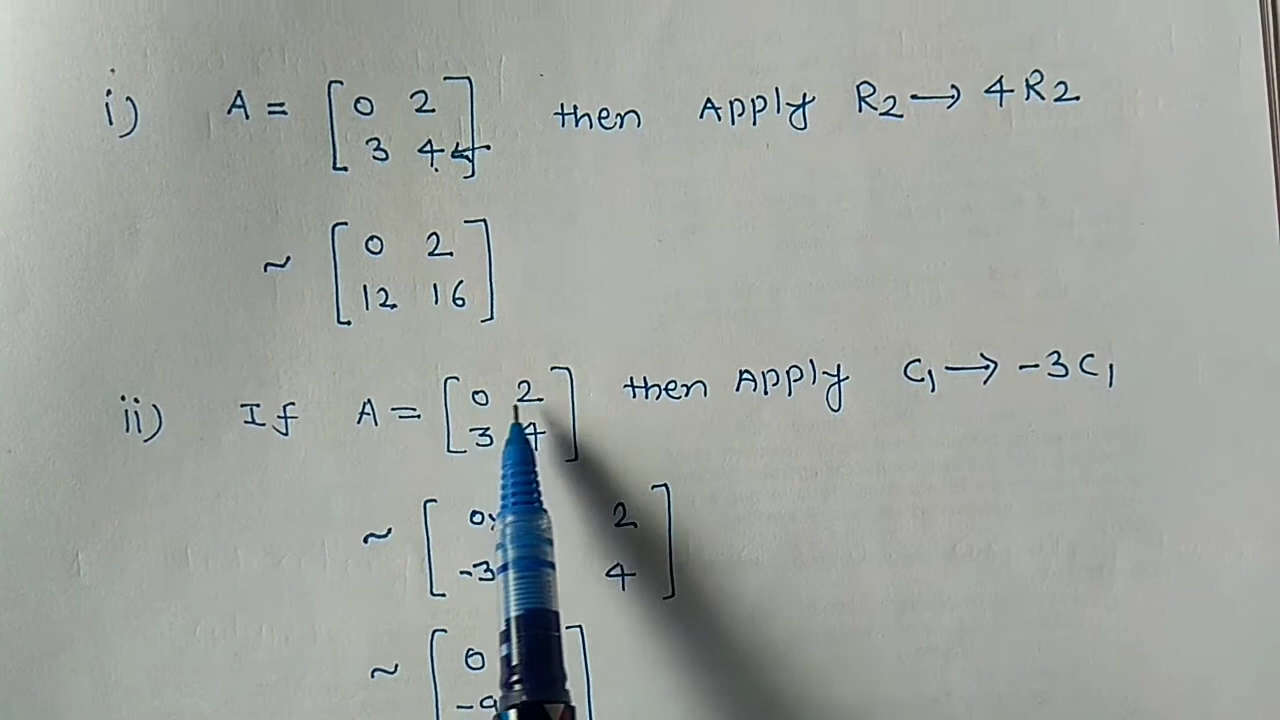 i) A = [0 2] then Apply R2 → 4R2
[3 4]
~ [0 2]
[12 16]
ii) If A = [0 2] then Apply C1 → -3C1
[3 4]
~ [0 2]
[-3 4]
~ [0
[-9